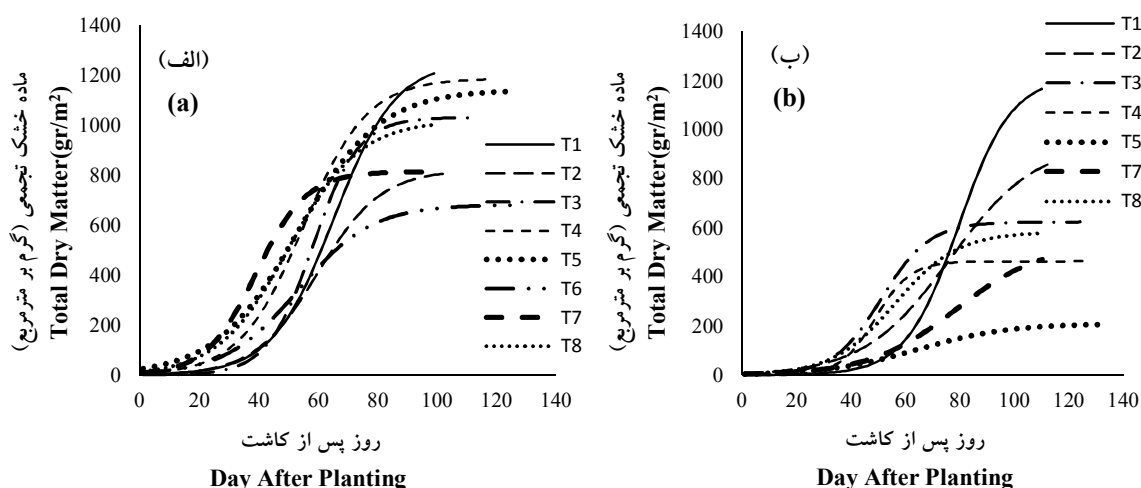 ماده خشک تجمعی (گرم بر مترمربع)
Total Dry Matter(gr/m²)
1400
1200
1000
800
600
400
200
0
(الف)
(a)
T1
T2
T3
T4
T5
T6
T7
T8
0 20 40 60 80 100 120 140
روز پس از کاشت
Day After Planting
ماده خشک تجمعی (گرم بر مترمربع)
Total Dry Matter(gr/m²)
1400
1200
1000
800
600
400
200
0
(ب)
(b)
T1
T2
T3
T4
T5
T7
T8
0 20 40 60 80 100 120 140
روز پس از کاشت
Day After Planting